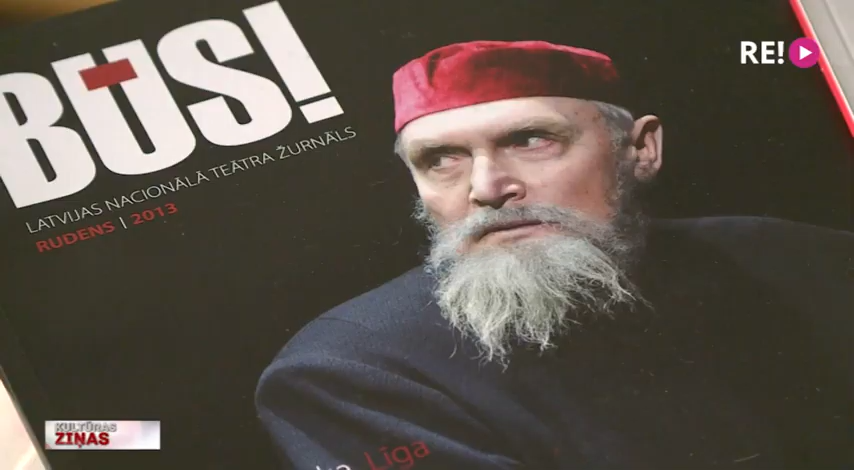 BŪS!
LATVIJAS NACIONĀLĀ TEĀTRA ŽURNĀLS
RUDENS | 2013
RE!
KULTŪRAS
ZIŅAS
Līga